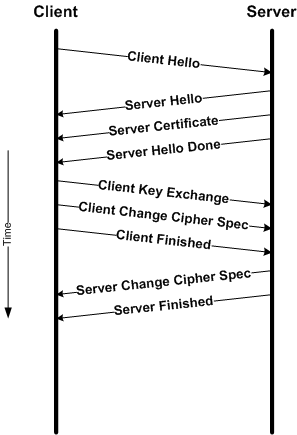 Client
Server
Client Hello
Server Hello
Server Certificate
Server Hello Done
Client Key Exchange
Client Change Cipher Spec
Client Finished
Server Change Cipher Spec
Server Finished
Time